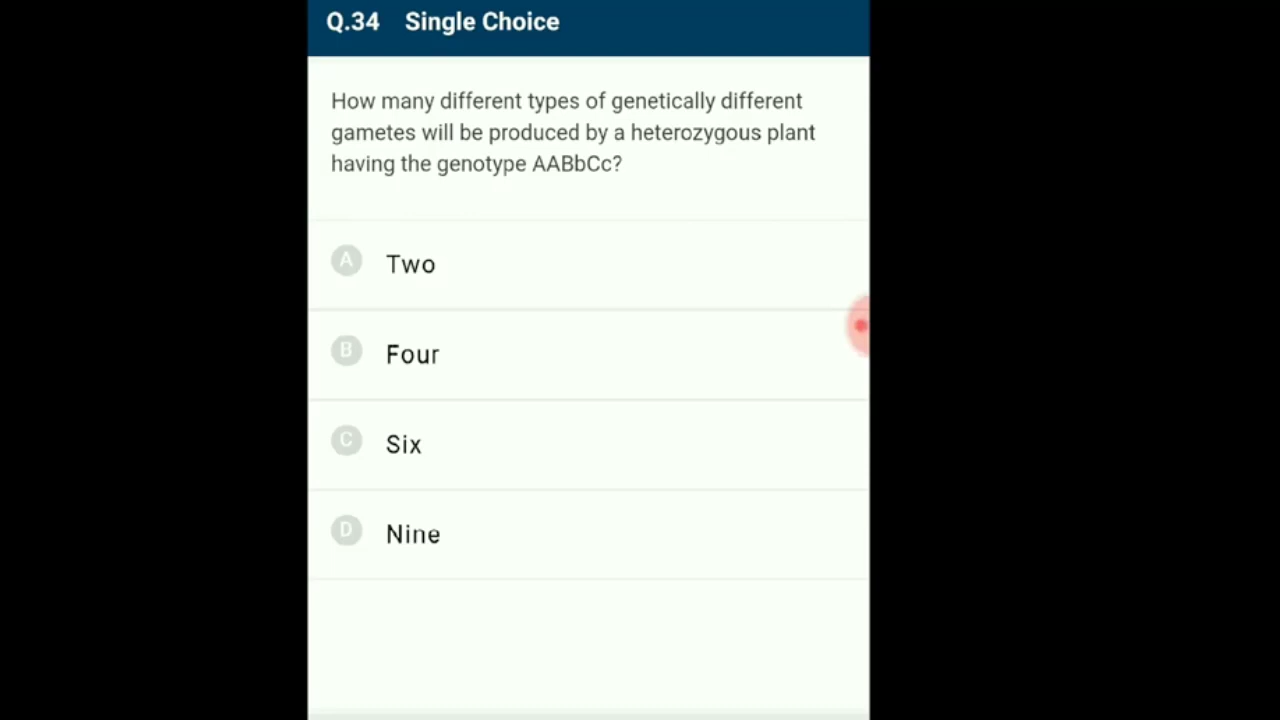 Q.34 Single Choice
How many different types of genetically different
gametes will be produced by a heterozygous plant
having the genotype AABbCc?
A Two
B Four
C Six
D Nine